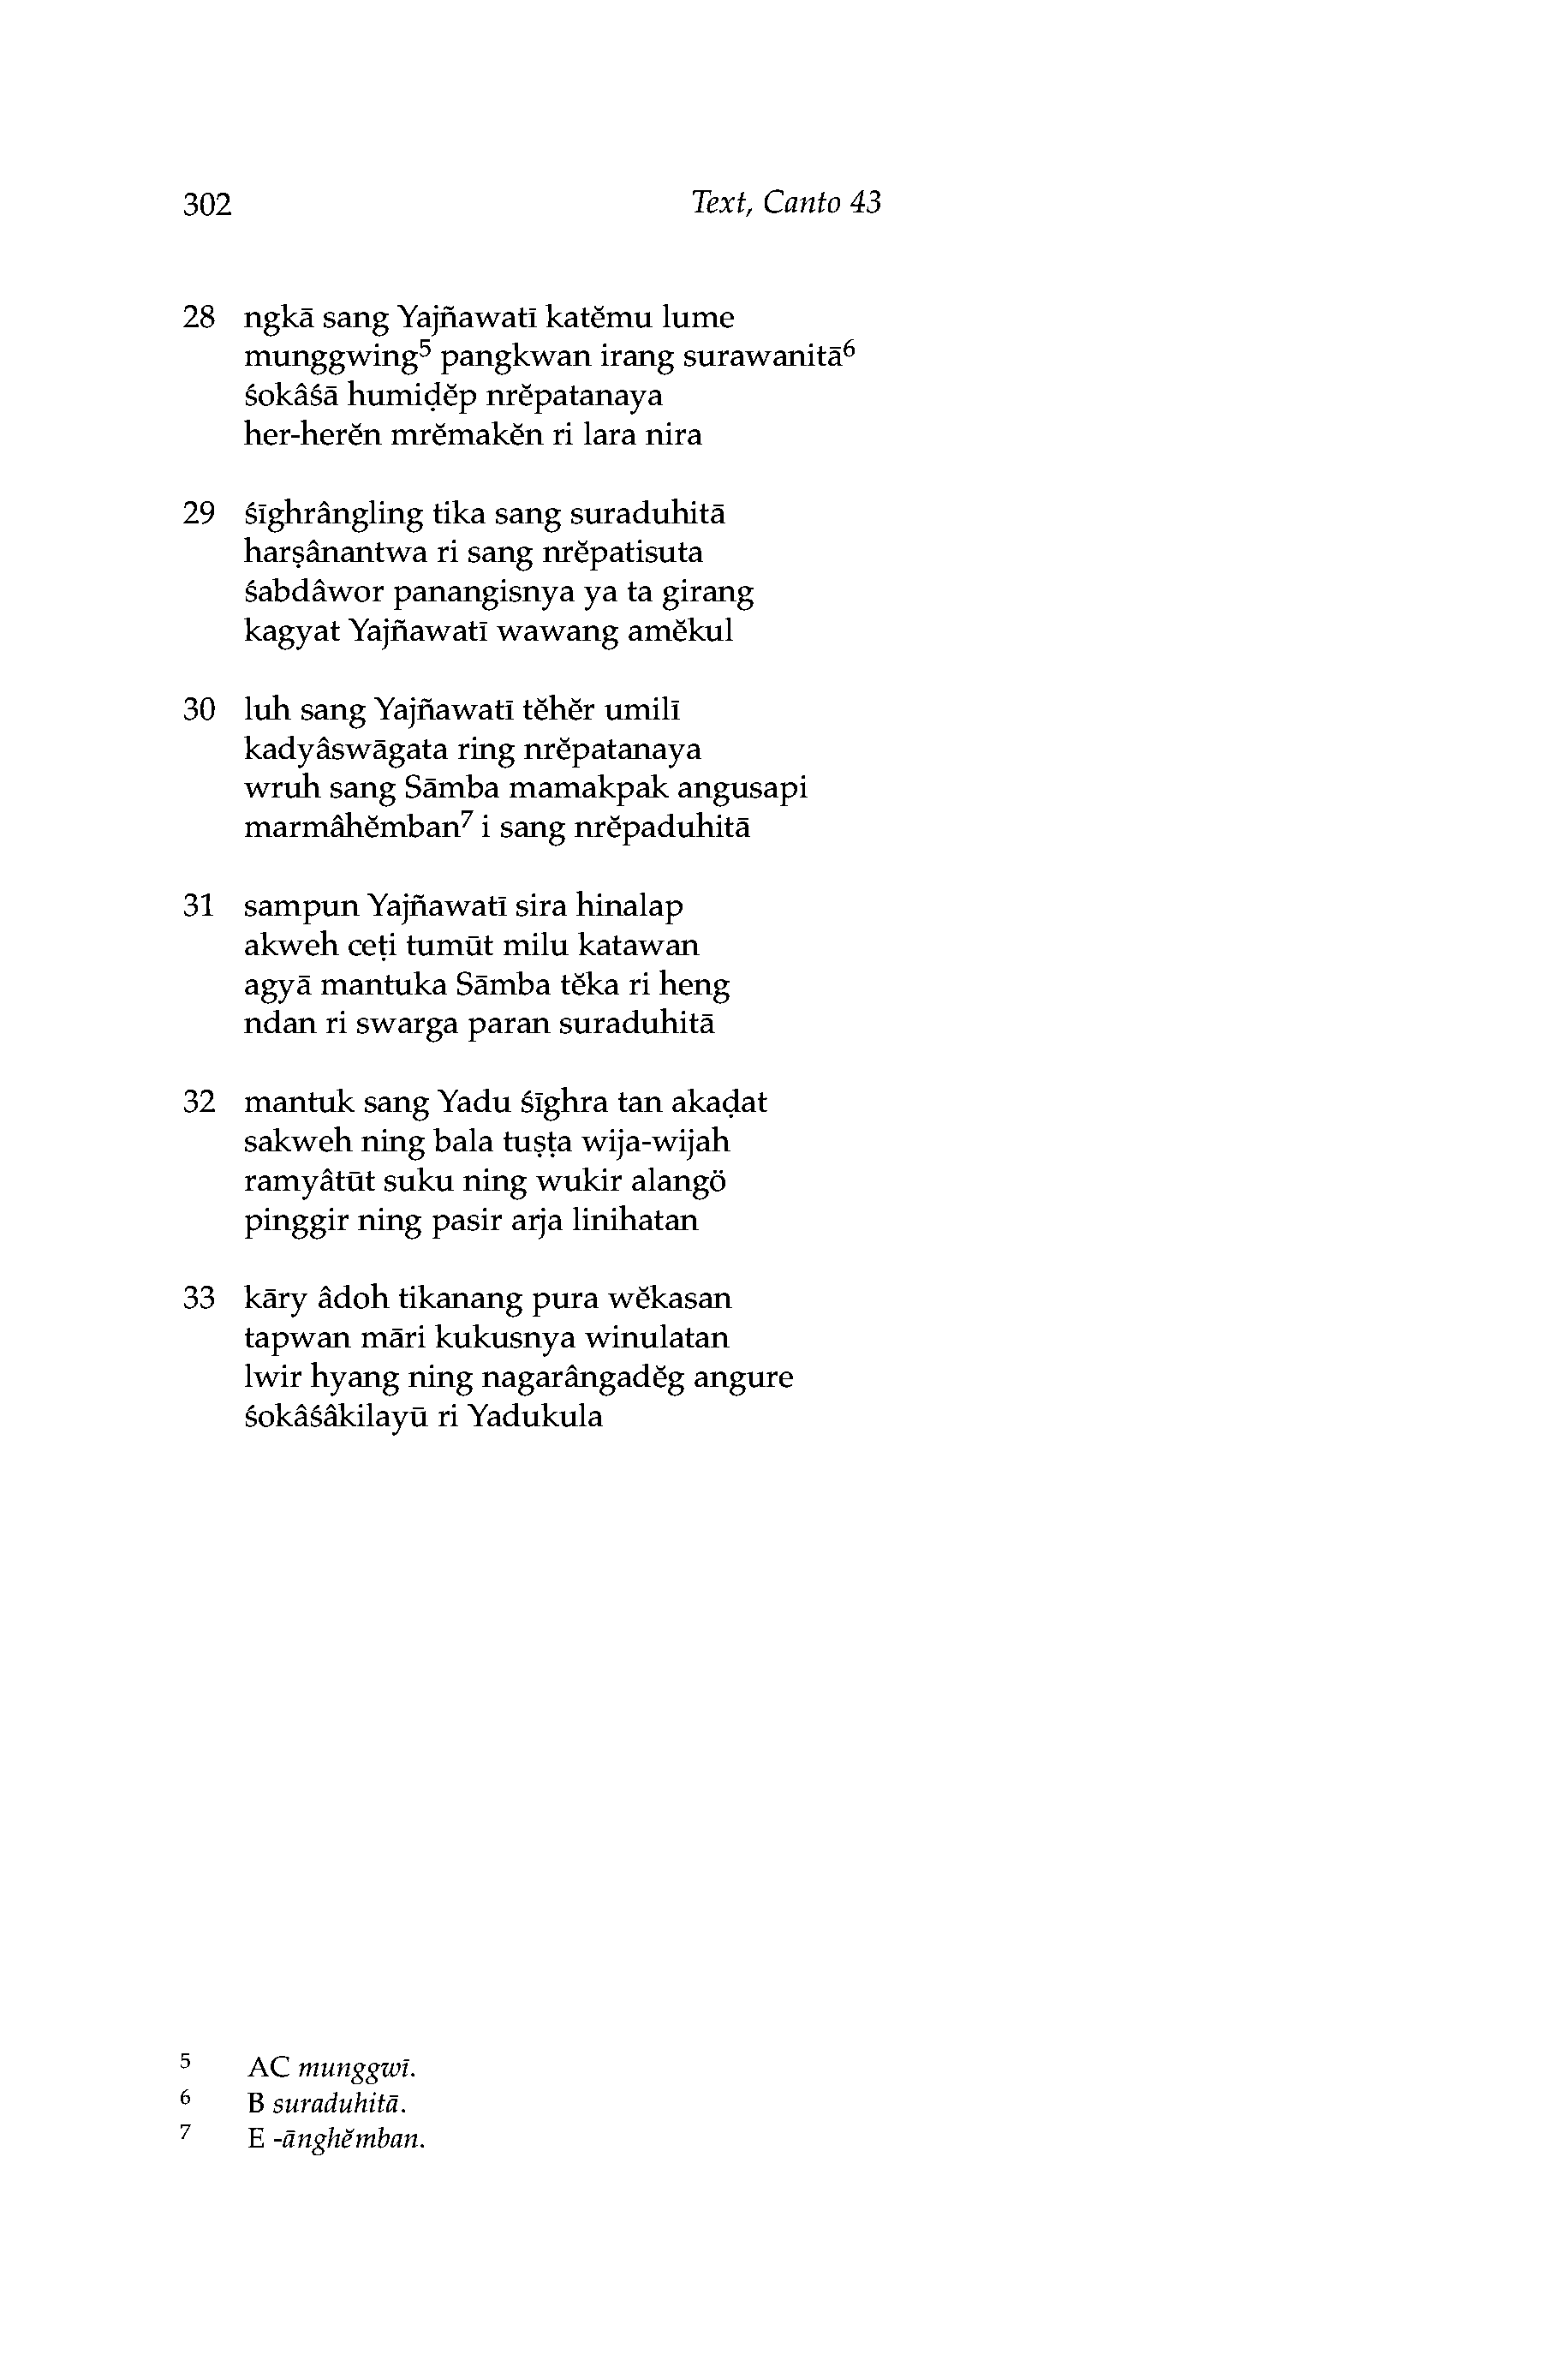 302 Text, Canto 43
28 ngkā sang Yajñawatī katĕmu lume
munggwing⁵ pangkwan irang surawanitā⁶
śokâśā humiḍĕp nrĕpatanaya
her-herĕn mrĕmakĕn ri lara nira
29 śīghrângling tika sang suraduhitā
harṣânantwa ri sang nrĕpatisuta
śabdâwor panangisnya ya ta girang
kagyat Yajñawatī wawang amĕkul
30 luh sang Yajñawatī tĕhĕr umilī
kadyâswāgata ring nrĕpatanaya
wruh sang Sāmba mamakpak angusapi
marmâhĕmban⁷ i sang nrĕpaduhitā
31 sampun Yajñawatī sira hinalap
akweh ceṭi tumūt milu katawan
agyā mantuka Sāmba tĕka ri heng
ndan ri swarga paran suraduhitā
32 mantuk sang Yadu śīghra tan akaḍat
sakweh ning bala tuṣṭa wija-wijah
ramyâtūt suku ning wukir alangö
pinggir ning pasir arja linihatan
33 kāry âdoh tikanang pura wĕkasan
tapwan māri kukusnya winulatan
lwir hyang ning nagarângadĕg angure
śokâśâkilayū ri Yadukula
5 AC munggwī.
6 B suraduhitā.
7 E -ānghĕmban.